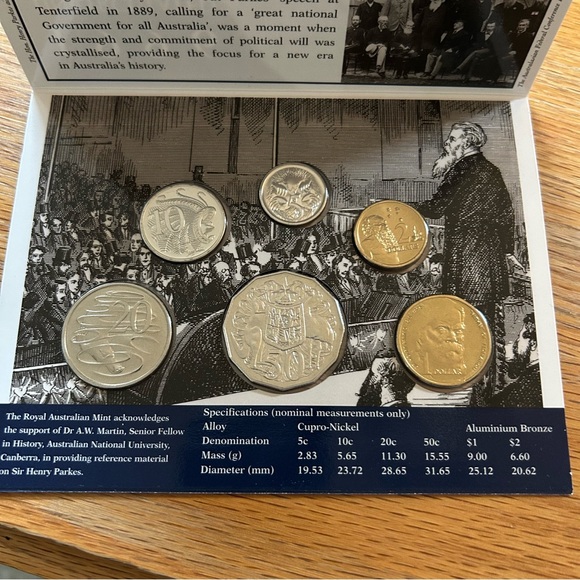 Tenterfield in 1889, calling for a 'great national
Government for all Australia', was a moment when
the strength and commitment of political will was
crystallised, providing the focus for a new era
in Australia's history.
10
2
20
DOLLAR
The Royal Australian Mint acknowledges
the support of Dr A.W. Martin, Senior Fellow
in History, Australian National University,
Canberra, in providing reference material
on Sir Henry Parkes.
Specifications (nominal measurements only)
Alloy Cupro-Nickel Aluminium Bronze
Denomination 5c 10c 20c 50c $1 $2
Mass (g) 2.83 5.65 11.30 15.55 9.00 6.60
Diameter (mm) 19.53 23.72 28.65 31.65 25.12 20.62